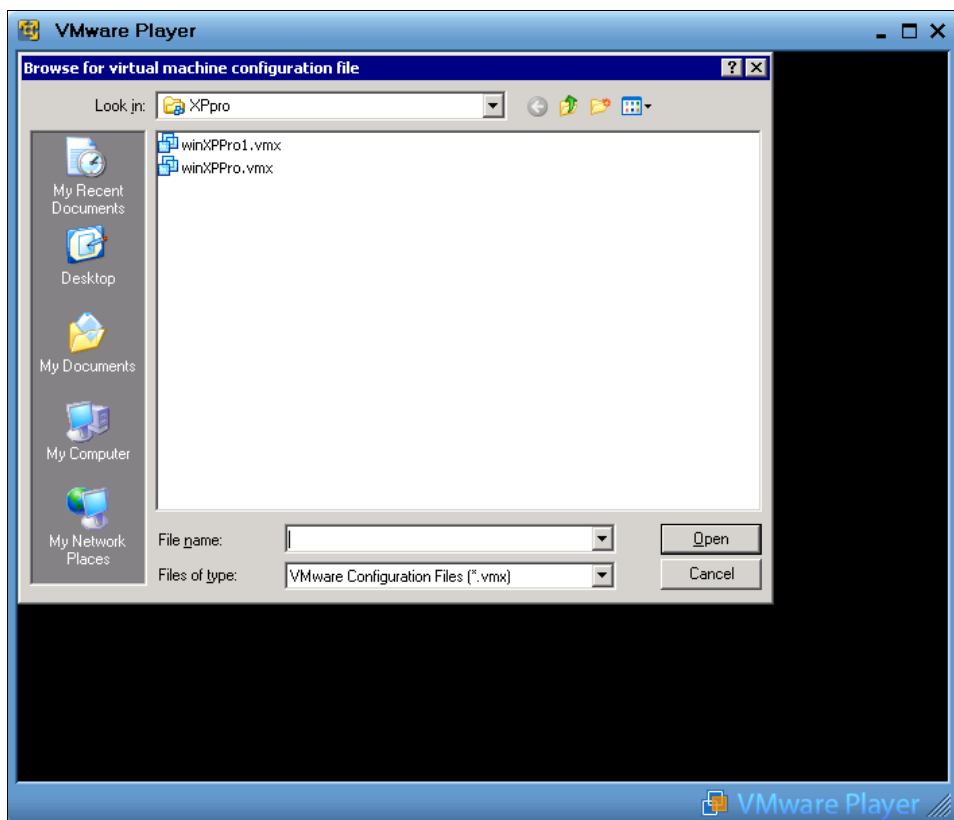 VMware Player
Browse for virtual machine configuration file
Look in: XPpro
winXPPro1.vmx
winXPPro.vmx
My Recent
Documents
Desktop
My Documents
My Computer
My Network
Places
File name:
Open
Files of type: VMware Configuration Files (*.vmx)
Cancel
VMware Player